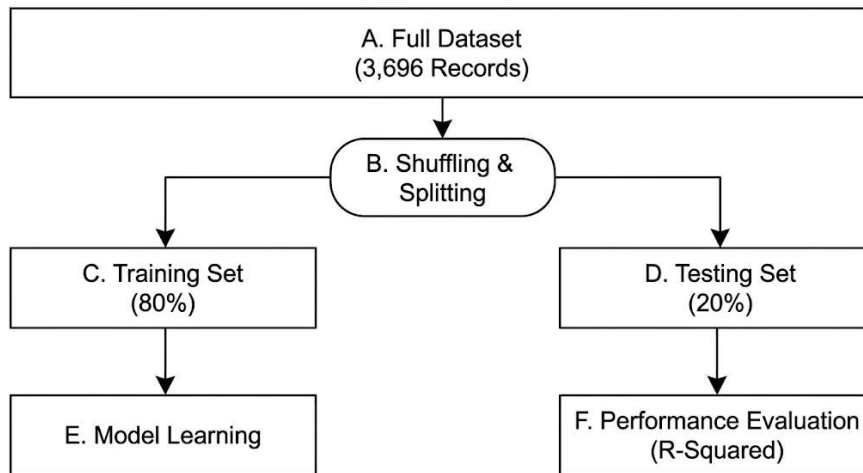 A. Full Dataset
(3,696 Records)
B. Shuffling &
Splitting
C. Training Set
(80%)
D. Testing Set
(20%)
E. Model Learning
F. Performance Evaluation
(R-Squared)